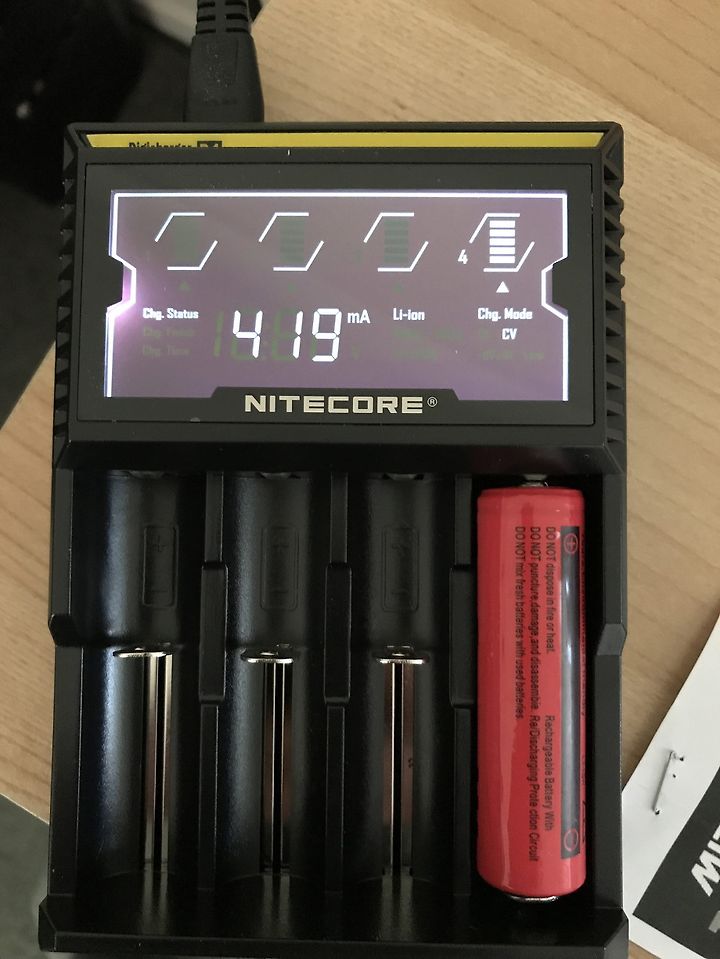 Digicharger
4
Chg. Status
419 mA
Li-ion
Chg. Mode
CV
NITECORE®
DO NOT dispose in fire or heat.
DO NOT puncture,damage,and disassemble.
DO NOT mix fresh batteries with used batteries.
Rechargeable Battery With
Re/Discharging Protection Circuit